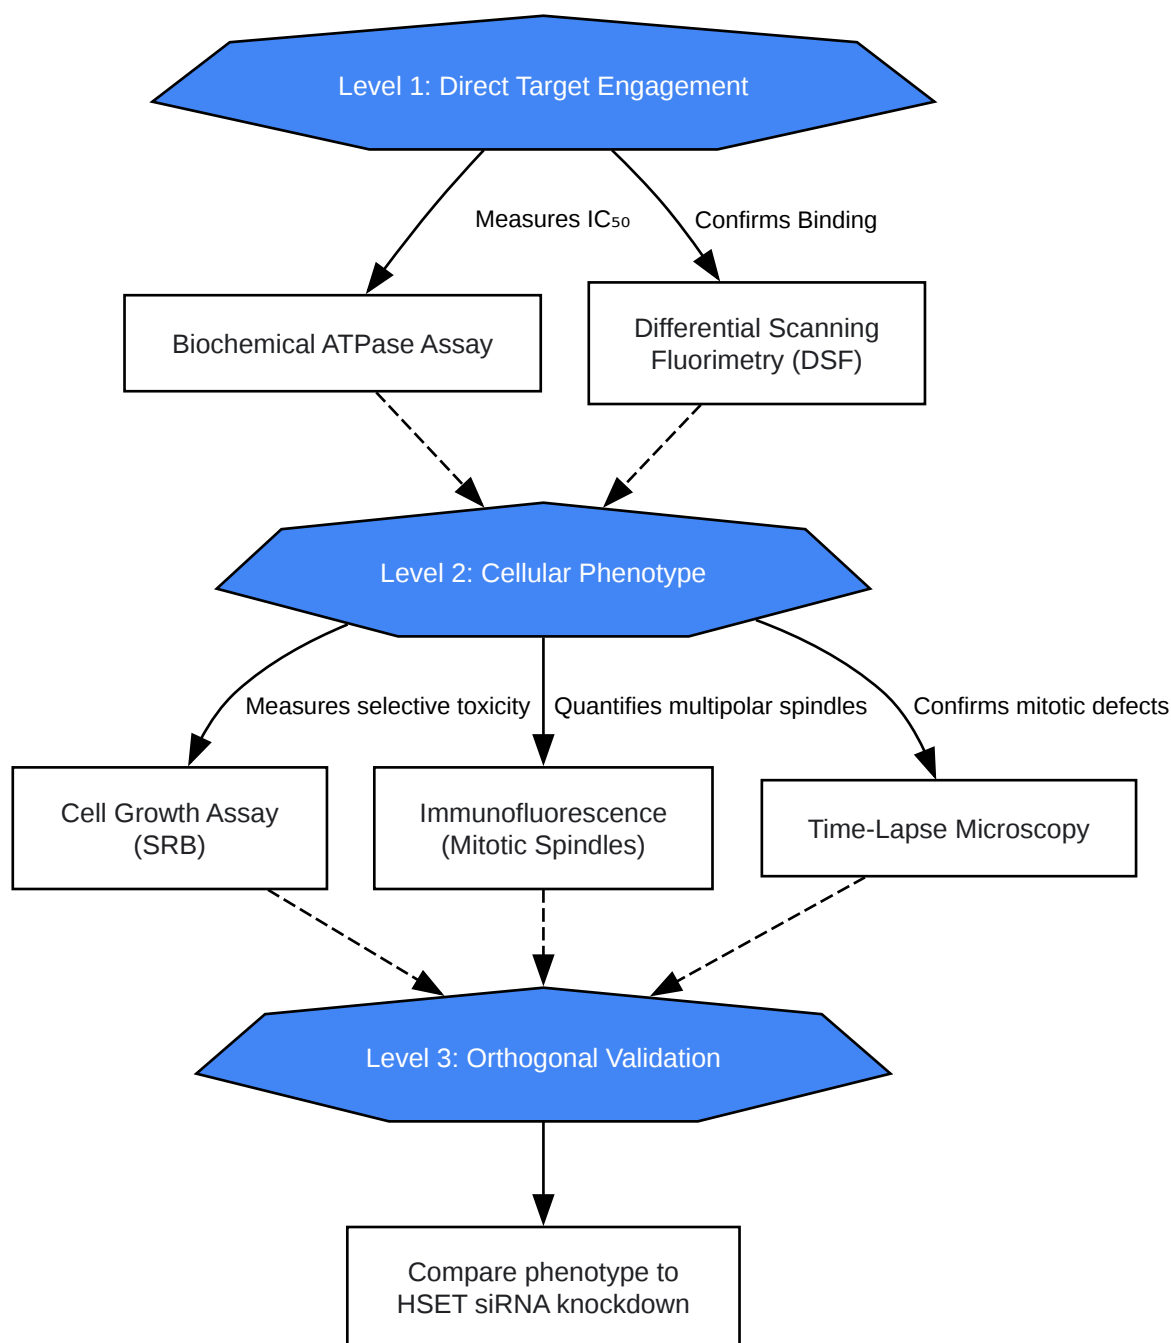 Level 1: Direct Target Engagement
Measures IC₅₀
Confirms Binding
Biochemical ATPase Assay
Differential Scanning
Fluorimetry (DSF)
Level 2: Cellular Phenotype
Measures selective toxicity
Quantifies multipolar spindles
Confirms mitotic defects
Cell Growth Assay
(SRB)
Immunofluorescence
(Mitotic Spindles)
Time-Lapse Microscopy
Level 3: Orthogonal Validation
Compare phenotype to
HSET siRNA knockdown